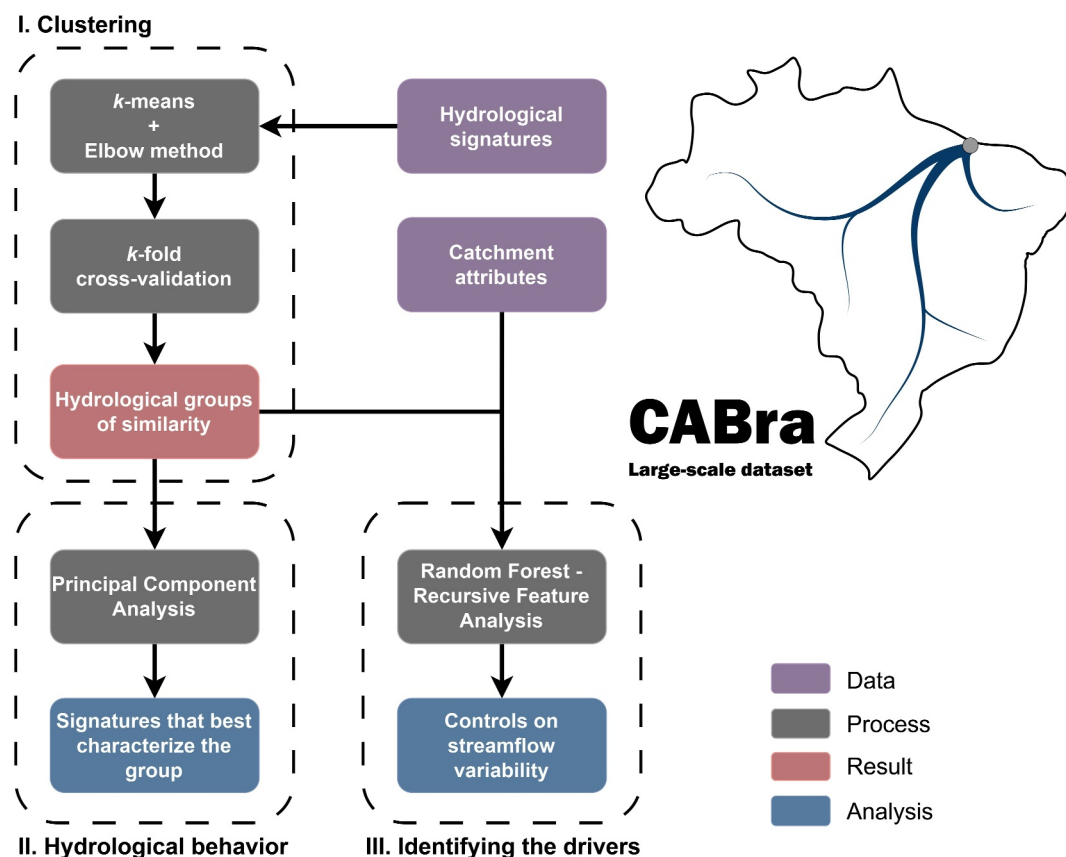 I. Clustering
k-means
+
Elbow method
Hydrological
signatures
k-fold
cross-validation
Catchment
attributes
Hydrological groups
of similarity
CABra
Large-scale dataset
Principal Component
Analysis
Random Forest -
Recursive Feature
Analysis
Signatures that best
characterize the
group
Controls on
streamflow
variability
Data
Process
Result
Analysis
II. Hydrological behavior
III. Identifying the drivers